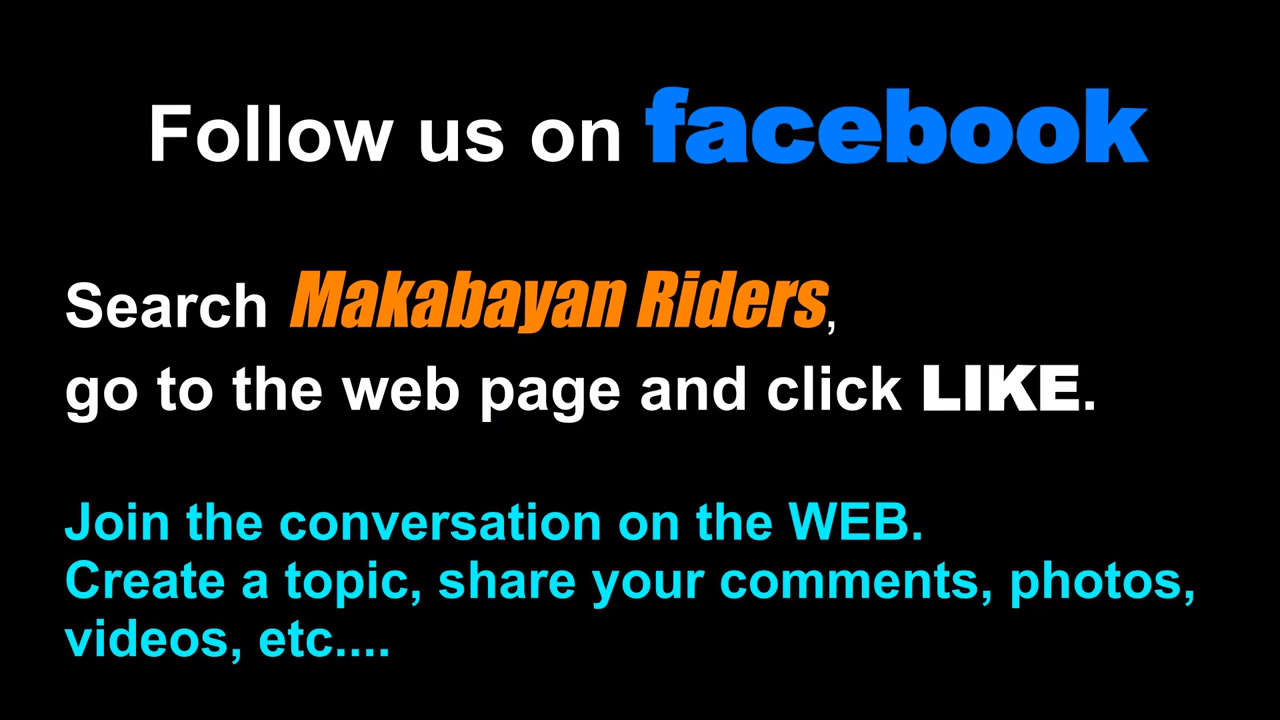 Follow us on facebook
Search Makabayan Riders,
go to the web page and click LIKE.
Join the conversation on the WEB.
Create a topic, share your comments, photos,
videos, etc....